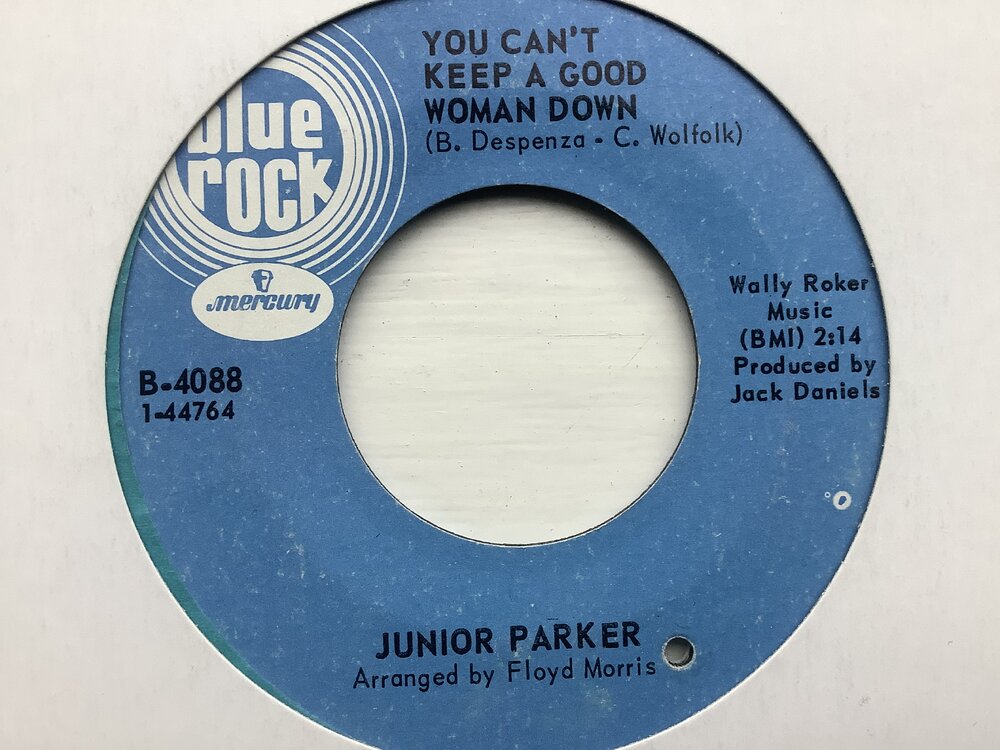 YOU CAN'T
KEEP A GOOD
WOMAN DOWN
(B. Despenza - C. Wolfolk)
blue
rock
mercury
B-4088
1-44764
Wally Roker
Music
(BMI) 2:14
Produced by
Jack Daniels
JUNIOR PARKER
Arranged by Floyd Morris